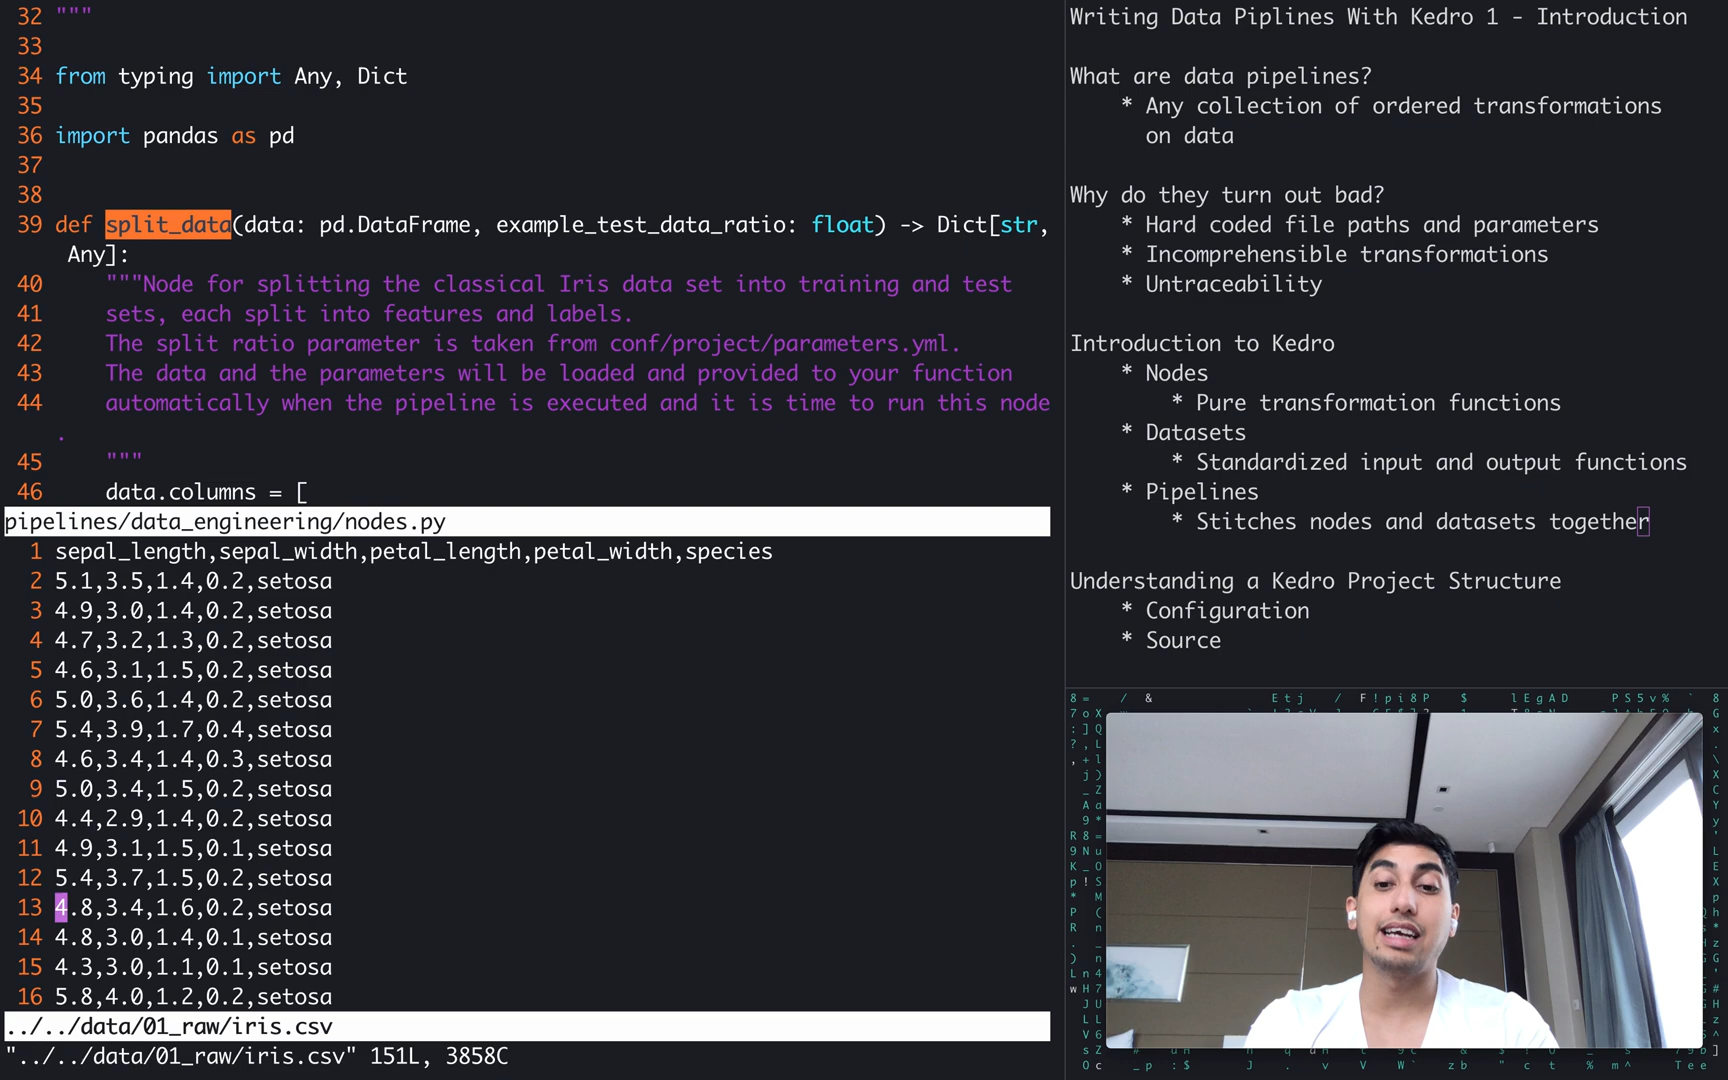 32 """
33
34 from typing import Any, Dict
35
36 import pandas as pd
37
38
39 def split_data(data: pd.DataFrame, example_test_data_ratio: float) -> Dict[str,
Any]:
40 """Node for splitting the classical Iris data set into training and test
41 sets, each split into features and labels.
42 The split ratio parameter is taken from conf/project/parameters.yml.
43 The data and the parameters will be loaded and provided to your function
44 automatically when the pipeline is executed and it is time to run this node
.
45 """
46 data.columns = [
pipelines/data_engineering/nodes.py
1 sepal_length,sepal_width,petal_length,petal_width,species
2 5.1,3.5,1.4,0.2,setosa
3 4.9,3.0,1.4,0.2,setosa
4 4.7,3.2,1.3,0.2,setosa
5 4.6,3.1,1.5,0.2,setosa
6 5.0,3.6,1.4,0.2,setosa
7 5.4,3.9,1.7,0.4,setosa
8 4.6,3.4,1.4,0.3,setosa
9 5.0,3.4,1.5,0.2,setosa
10 4.4,2.9,1.4,0.2,setosa
11 4.9,3.1,1.5,0.1,setosa
12 5.4,3.7,1.5,0.2,setosa
13 4.8,3.4,1.6,0.2,setosa
14 4.8,3.0,1.4,0.1,setosa
15 4.3,3.0,1.1,0.1,setosa
16 5.8,4.0,1.2,0.2,setosa
../../data/01_raw/iris.csv
"../../data/01_raw/iris.csv" 151L, 3858C
Writing Data Piplines With Kedro 1 - Introduction
What are data pipelines?
* Any collection of ordered transformations
on data
Why do they turn out bad?
* Hard coded file paths and parameters
* Incomprehensible transformations
* Untraceability
Introduction to Kedro
* Nodes
* Pure transformation functions
* Datasets
* Standardized input and output functions
* Pipelines
* Stitches nodes and datasets together
Understanding a Kedro Project Structure
* Configuration
* Source